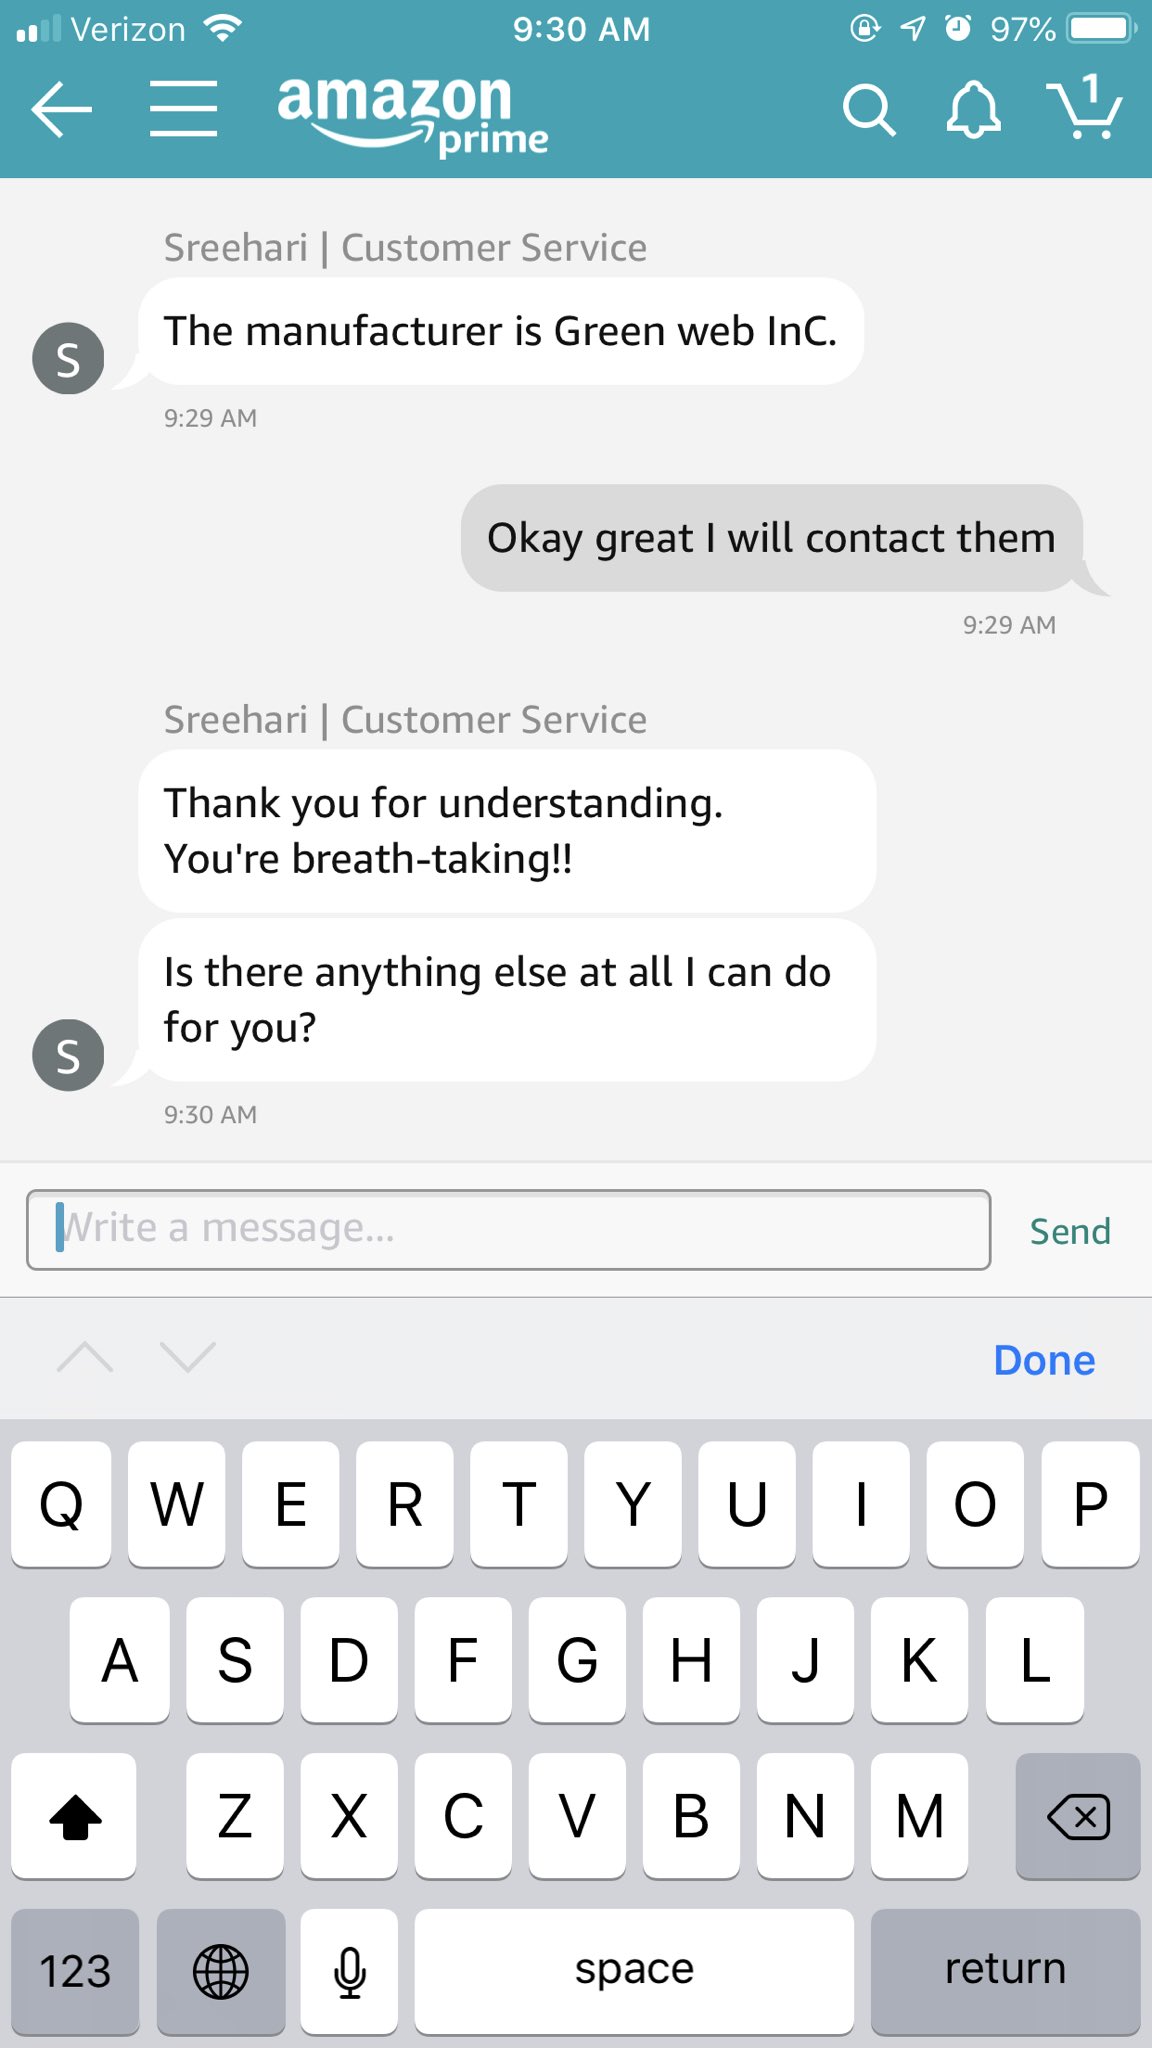 Verizon
9:30 AM
97%
amazon
prime
1
Sreehari | Customer Service
The manufacturer is Green web InC.
S
9:29 AM
Okay great I will contact them
9:29 AM
Sreehari | Customer Service
Thank you for understanding.
You're breath-taking!!
Is there anything else at all I can do
for you?
S
9:30 AM
Write a message...
Send
Done
Q W E R T Y U I O P
A S D F G H J K L
Z X C V B N M
123
space
return